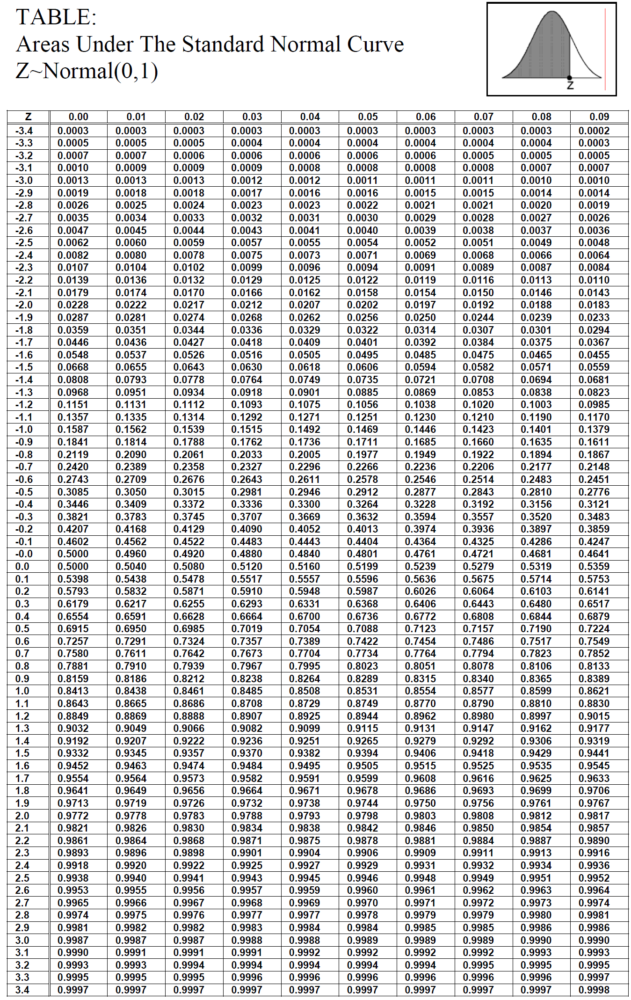 TABLE:
Areas Under The Standard Normal Curve
Z~Normal(0,1)
Z
Z 0.00 0.01 0.02 0.03 0.04 0.05 0.06 0.07 0.08 0.09
-3.4 0.0003 0.0003 0.0003 0.0003 0.0003 0.0003 0.0003 0.0003 0.0003 0.0002
-3.3 0.0005 0.0005 0.0005 0.0004 0.0004 0.0004 0.0004 0.0004 0.0004 0.0003
-3.2 0.0007 0.0007 0.0006 0.0006 0.0006 0.0006 0.0006 0.0005 0.0005 0.0005
-3.1 0.0010 0.0009 0.0009 0.0009 0.0008 0.0008 0.0008 0.0008 0.0007 0.0007
-3.0 0.0013 0.0013 0.0013 0.0012 0.0012 0.0011 0.0011 0.0011 0.0010 0.0010
-2.9 0.0019 0.0018 0.0018 0.0017 0.0016 0.0016 0.0015 0.0015 0.0014 0.0014
-2.8 0.0026 0.0025 0.0024 0.0023 0.0023 0.0022 0.0021 0.0021 0.0020 0.0019
-2.7 0.0035 0.0034 0.0033 0.0032 0.0031 0.0030 0.0029 0.0028 0.0027 0.0026
-2.6 0.0047 0.0045 0.0044 0.0043 0.0041 0.0040 0.0039 0.0038 0.0037 0.0036
-2.5 0.0062 0.0060 0.0059 0.0057 0.0055 0.0054 0.0052 0.0051 0.0049 0.0048
-2.4 0.0082 0.0080 0.0078 0.0075 0.0073 0.0071 0.0069 0.0068 0.0066 0.0064
-2.3 0.0107 0.0104 0.0102 0.0099 0.0096 0.0094 0.0091 0.0089 0.0087 0.0084
-2.2 0.0139 0.0136 0.0132 0.0129 0.0125 0.0122 0.0119 0.0116 0.0113 0.0110
-2.1 0.0179 0.0174 0.0170 0.0166 0.0162 0.0158 0.0154 0.0150 0.0146 0.0143
-2.0 0.0228 0.0222 0.0217 0.0212 0.0207 0.0202 0.0197 0.0192 0.0188 0.0183
-1.9 0.0287 0.0281 0.0274 0.0268 0.0262 0.0256 0.0250 0.0244 0.0239 0.0233
-1.8 0.0359 0.0351 0.0344 0.0336 0.0329 0.0322 0.0314 0.0307 0.0301 0.0294
-1.7 0.0446 0.0436 0.0427 0.0418 0.0409 0.0401 0.0392 0.0384 0.0375 0.0367
-1.6 0.0548 0.0537 0.0526 0.0516 0.0505 0.0495 0.0485 0.0475 0.0465 0.0455
-1.5 0.0668 0.0655 0.0643 0.0630 0.0618 0.0606 0.0594 0.0582 0.0571 0.0559
-1.4 0.0808 0.0793 0.0778 0.0764 0.0749 0.0735 0.0721 0.0708 0.0694 0.0681
-1.3 0.0968 0.0951 0.0934 0.0918 0.0901 0.0885 0.0869 0.0853 0.0838 0.0823
-1.2 0.1151 0.1131 0.1112 0.1093 0.1075 0.1056 0.1038 0.1020 0.1003 0.0985
-1.1 0.1357 0.1335 0.1314 0.1292 0.1271 0.1251 0.1230 0.1210 0.1190 0.1170
-1.0 0.1587 0.1562 0.1539 0.1515 0.1492 0.1469 0.1446 0.1423 0.1401 0.1379
-0.9 0.1841 0.1814 0.1788 0.1762 0.1736 0.1711 0.1685 0.1660 0.1635 0.1611
-0.8 0.2119 0.2090 0.2061 0.2033 0.2005 0.1977 0.1949 0.1922 0.1894 0.1867
-0.7 0.2420 0.2389 0.2358 0.2327 0.2296 0.2266 0.2236 0.2206 0.2177 0.2148
-0.6 0.2743 0.2709 0.2676 0.2643 0.2611 0.2578 0.2546 0.2514 0.2483 0.2451
-0.5 0.3085 0.3050 0.3015 0.2981 0.2946 0.2912 0.2877 0.2843 0.2810 0.2776
-0.4 0.3446 0.3409 0.3372 0.3336 0.3300 0.3264 0.3228 0.3192 0.3156 0.3121
-0.3 0.3821 0.3783 0.3745 0.3707 0.3669 0.3632 0.3594 0.3557 0.3520 0.3483
-0.2 0.4207 0.4168 0.4129 0.4090 0.4052 0.4013 0.3974 0.3936 0.3897 0.3859
-0.1 0.4602 0.4562 0.4522 0.4483 0.4443 0.4404 0.4364 0.4325 0.4286 0.4247
-0.0 0.5000 0.4960 0.4920 0.4880 0.4840 0.4801 0.4761 0.4721 0.4681 0.4641
0.0 0.5000 0.5040 0.5080 0.5120 0.5160 0.5199 0.5239 0.5279 0.5319 0.5359
0.1 0.5398 0.5438 0.5478 0.5517 0.5557 0.5596 0.5636 0.5675 0.5714 0.5753
0.2 0.5793 0.5832 0.5871 0.5910 0.5948 0.5987 0.6026 0.6064 0.6103 0.6141
0.3 0.6179 0.6217 0.6255 0.6293 0.6331 0.6368 0.6406 0.6443 0.6480 0.6517
0.4 0.6554 0.6591 0.6628 0.6664 0.6700 0.6736 0.6772 0.6808 0.6844 0.6879
0.5 0.6915 0.6950 0.6985 0.7019 0.7054 0.7088 0.7123 0.7157 0.7190 0.7224
0.6 0.7257 0.7291 0.7324 0.7357 0.7389 0.7422 0.7454 0.7486 0.7517 0.7549
0.7 0.7580 0.7611 0.7642 0.7673 0.7704 0.7734 0.7764 0.7794 0.7823 0.7852
0.8 0.7881 0.7910 0.7939 0.7967 0.7995 0.8023 0.8051 0.8078 0.8106 0.8133
0.9 0.8159 0.8186 0.8212 0.8238 0.8264 0.8289 0.8315 0.8340 0.8365 0.8389
1.0 0.8413 0.8438 0.8461 0.8485 0.8508 0.8531 0.8554 0.8577 0.8599 0.8621
1.1 0.8643 0.8665 0.8686 0.8708 0.8729 0.8749 0.8770 0.8790 0.8810 0.8830
1.2 0.8849 0.8869 0.8888 0.8907 0.8925 0.8944 0.8962 0.8980 0.8997 0.9015
1.3 0.9032 0.9049 0.9066 0.9082 0.9099 0.9115 0.9131 0.9147 0.9162 0.9177
1.4 0.9192 0.9207 0.9222 0.9236 0.9251 0.9265 0.9279 0.9292 0.9306 0.9319
1.5 0.9332 0.9345 0.9357 0.9370 0.9382 0.9394 0.9406 0.9418 0.9429 0.9441
1.6 0.9452 0.9463 0.9474 0.9484 0.9495 0.9505 0.9515 0.9525 0.9535 0.9545
1.7 0.9554 0.9564 0.9573 0.9582 0.9591 0.9599 0.9608 0.9616 0.9625 0.9633
1.8 0.9641 0.9649 0.9656 0.9664 0.9671 0.9678 0.9686 0.9693 0.9699 0.9706
1.9 0.9713 0.9719 0.9726 0.9732 0.9738 0.9744 0.9750 0.9756 0.9761 0.9767
2.0 0.9772 0.9778 0.9783 0.9788 0.9793 0.9798 0.9803 0.9808 0.9812 0.9817
2.1 0.9821 0.9826 0.9830 0.9834 0.9838 0.9842 0.9846 0.9850 0.9854 0.9857
2.2 0.9861 0.9864 0.9868 0.9871 0.9875 0.9878 0.9881 0.9884 0.9887 0.9890
2.3 0.9893 0.9896 0.9898 0.9901 0.9904 0.9906 0.9909 0.9911 0.9913 0.9916
2.4 0.9918 0.9920 0.9922 0.9925 0.9927 0.9929 0.9931 0.9932 0.9934 0.9936
2.5 0.9938 0.9940 0.9941 0.9943 0.9945 0.9946 0.9948 0.9949 0.9951 0.9952
2.6 0.9953 0.9955 0.9956 0.9957 0.9959 0.9960 0.9961 0.9962 0.9963 0.9964
2.7 0.9965 0.9966 0.9967 0.9968 0.9969 0.9970 0.9971 0.9972 0.9973 0.9974
2.8 0.9974 0.9975 0.9976 0.9977 0.9977 0.9978 0.9979 0.9979 0.9980 0.9981
2.9 0.9981 0.9982 0.9982 0.9983 0.9984 0.9984 0.9985 0.9985 0.9986 0.9986
3.0 0.9987 0.9987 0.9987 0.9988 0.9988 0.9989 0.9989 0.9989 0.9990 0.9990
3.1 0.9990 0.9991 0.9991 0.9991 0.9992 0.9992 0.9992 0.9992 0.9993 0.9993
3.2 0.9993 0.9993 0.9994 0.9994 0.9994 0.9994 0.9994 0.9995 0.9995 0.9995
3.3 0.9995 0.9995 0.9995 0.9996 0.9996 0.9996 0.9996 0.9996 0.9996 0.9997
3.4 0.9997 0.9997 0.9997 0.9997 0.9997 0.9997 0.9997 0.9997 0.9997 0.9998